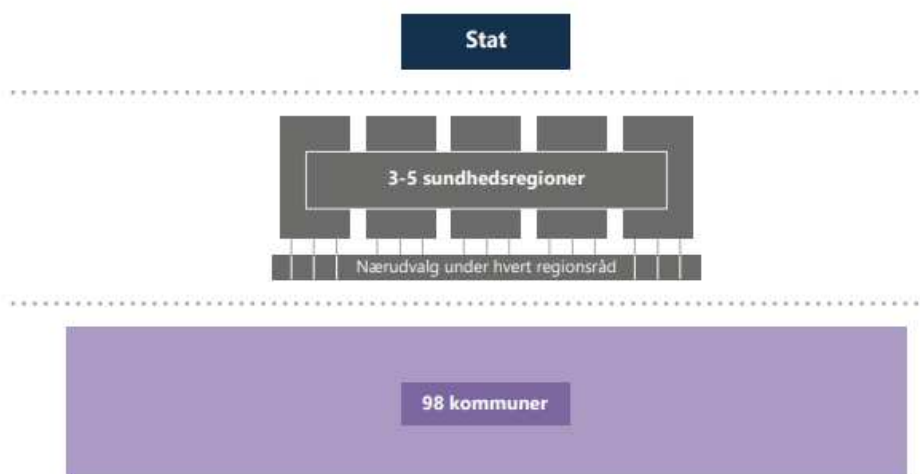 Stat
3-5 sundhedsregioner
Nærudvalg under hvert regionsråd
98 kommuner